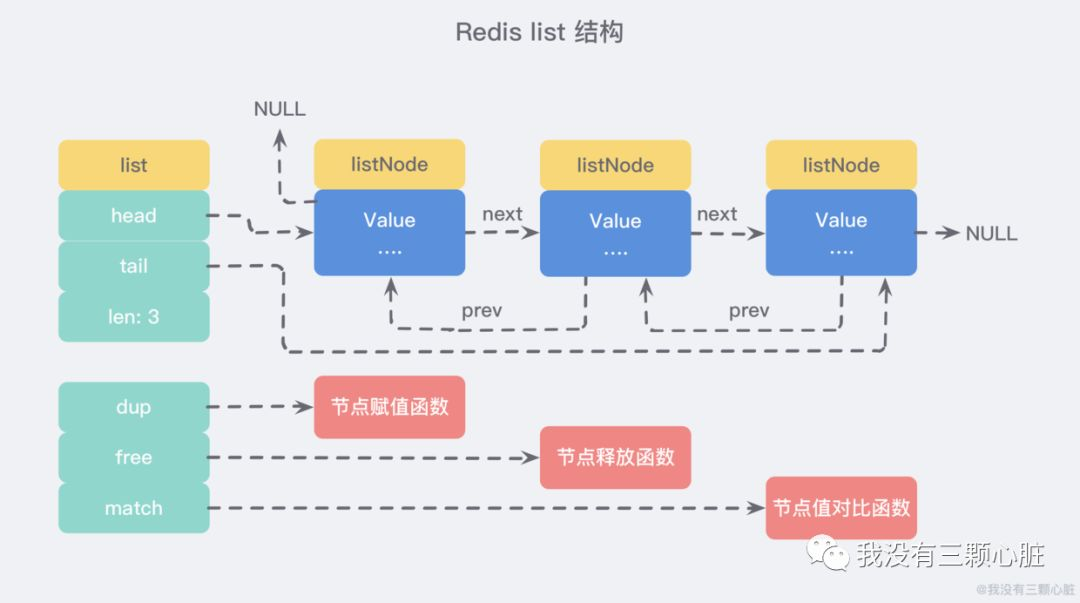 Redis list 结构
NULL
list
listNode
listNode
listNode
head
Value
....
next
Value
....
next
Value
....
NULL
tail
len: 3
prev
prev
dup
节点赋值函数
free
节点释放函数
match
节点值对比函数
我没有三颗心脏
@我没有三颗心脏